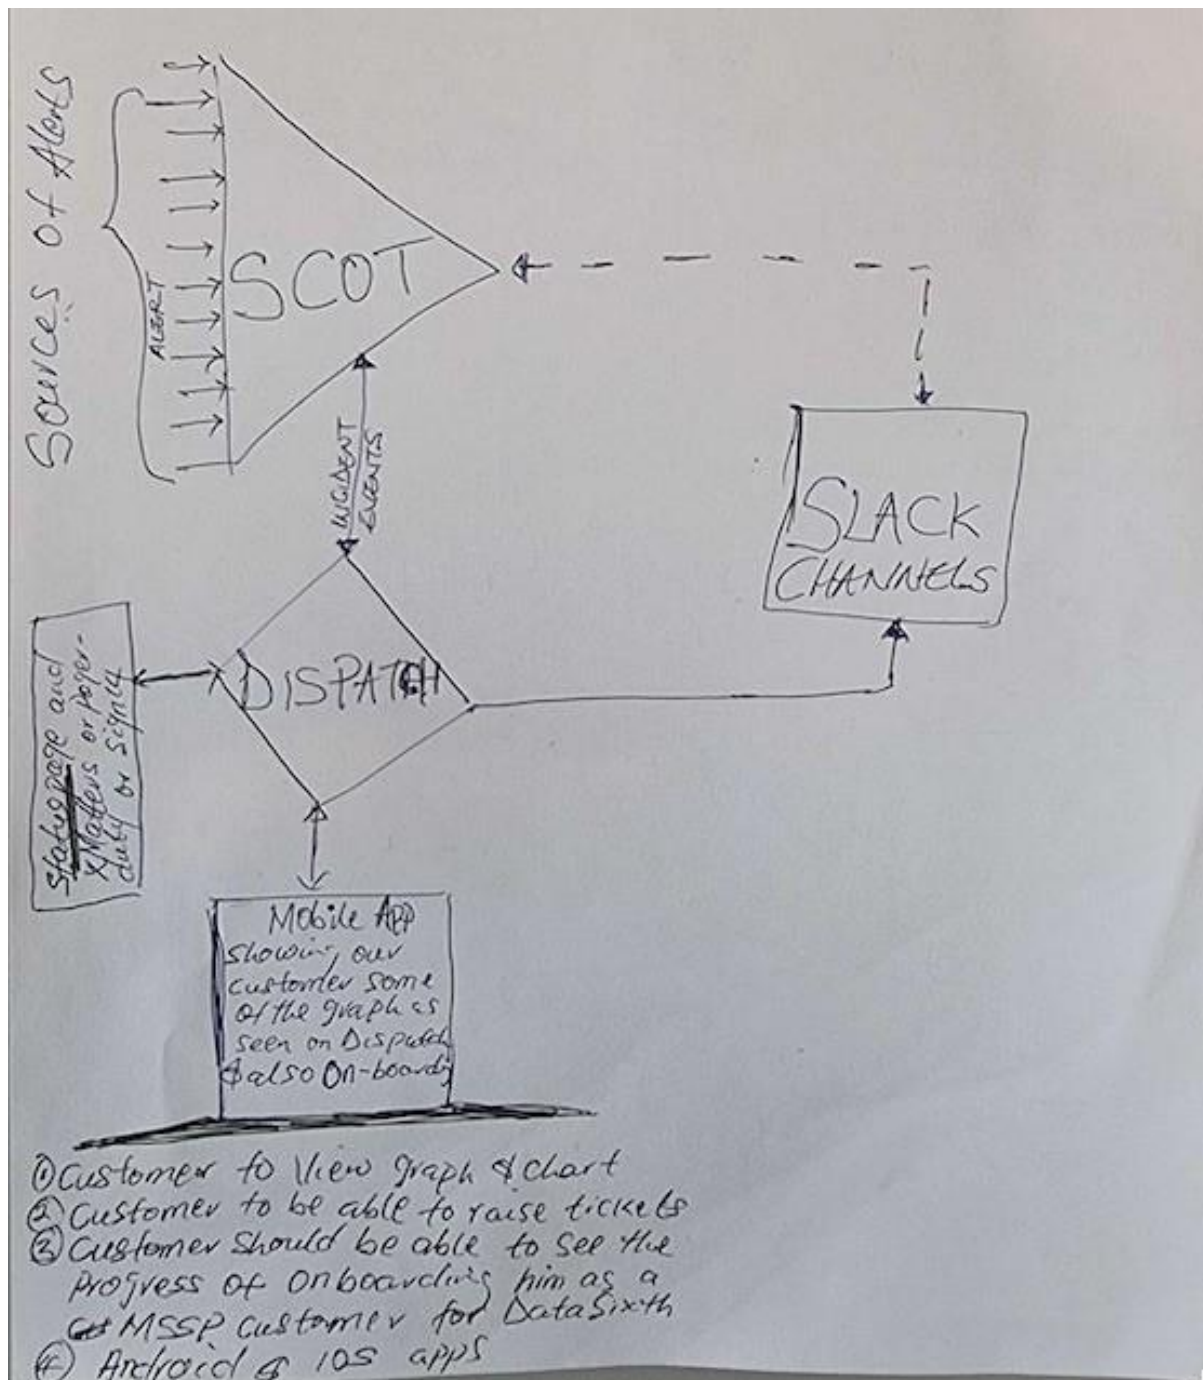 Sources of Alerts
ALERT
SCOT
INCIDENT
EVENTS
SLACK
CHANNELS
DISPATCH
Statuspage and
XMatters or pager-
duty or signl4
Mobile App
showing our
customer some
of the graph as
seen on Dispatch
& also On-boarding
① Customer to View graph & chart
② Customer to be able to raise tickets
③ Customer should be able to see the
Progress of Onboarding him as a
MSSP customer for DataSixth
④ Android & IOS apps